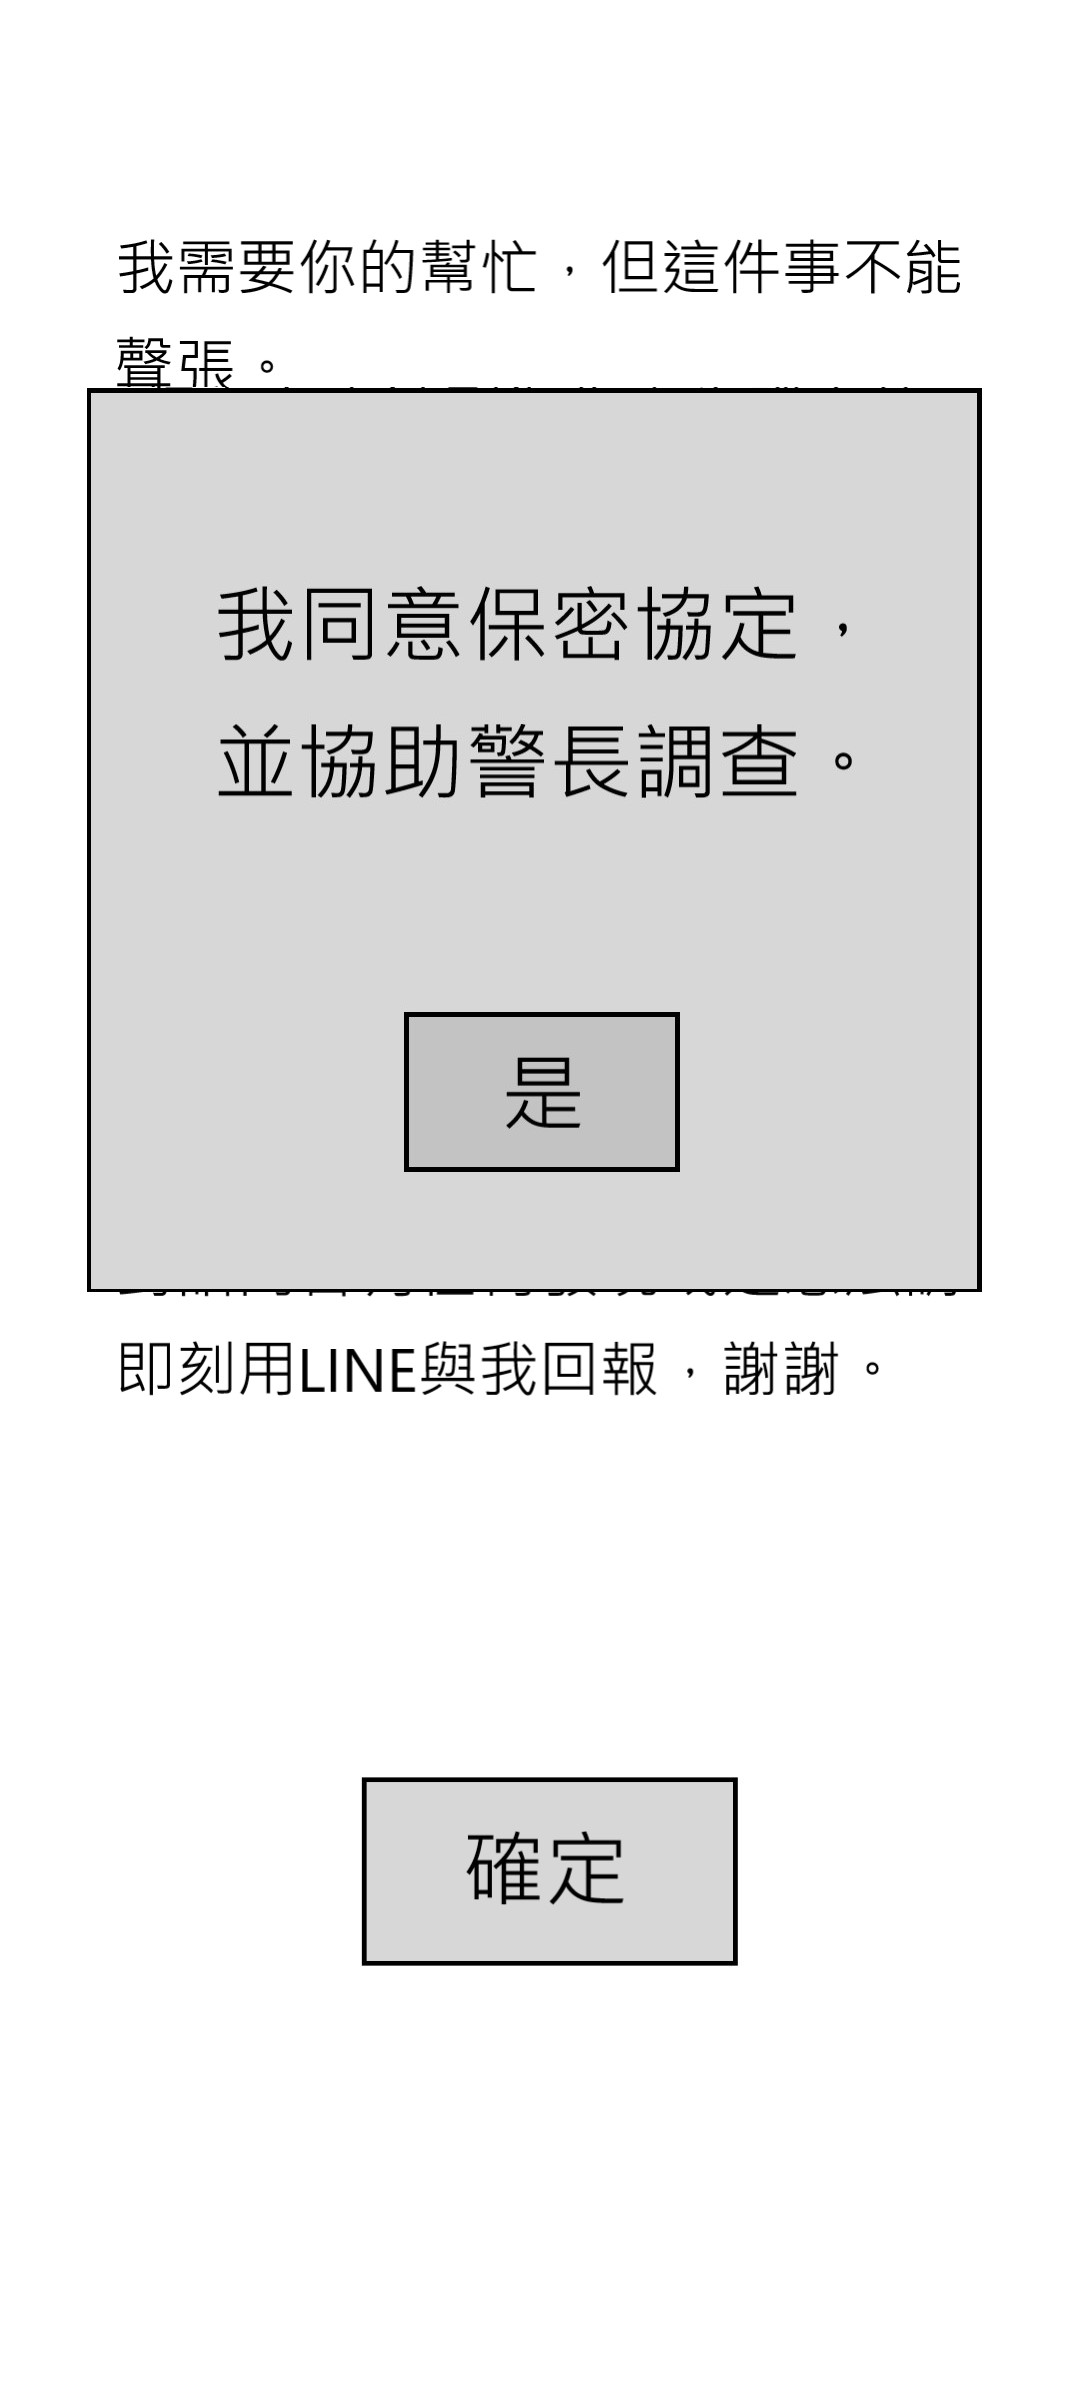 我需要你的幫忙，但這件事不能
聲張。
我同意保密協定，
並協助警長調查。
是
即刻用LINE與我回報，謝謝。
確定